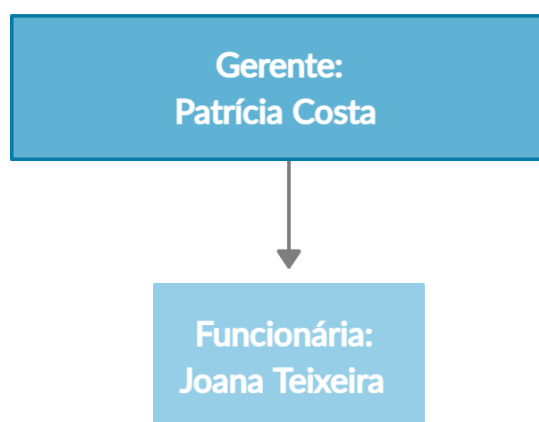 Gerente:
Patrícia Costa
Funcionária:
Joana Teixeira